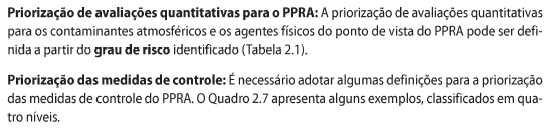 Priorização de avaliações quantitativas para o PPRA: A priorização de avaliações quantitativas
para os contaminantes atmosféricos e os agentes físicos do ponto de vista do PPRA pode ser defi-
nida a partir do grau de risco identificado (Tabela 2.1).
Priorização das medidas de controle: É necessário adotar algumas definições para a priorização
das medidas de controle do PPRA. O Quadro 2.7 apresenta alguns exemplos, classificados em qua-
tro níveis.